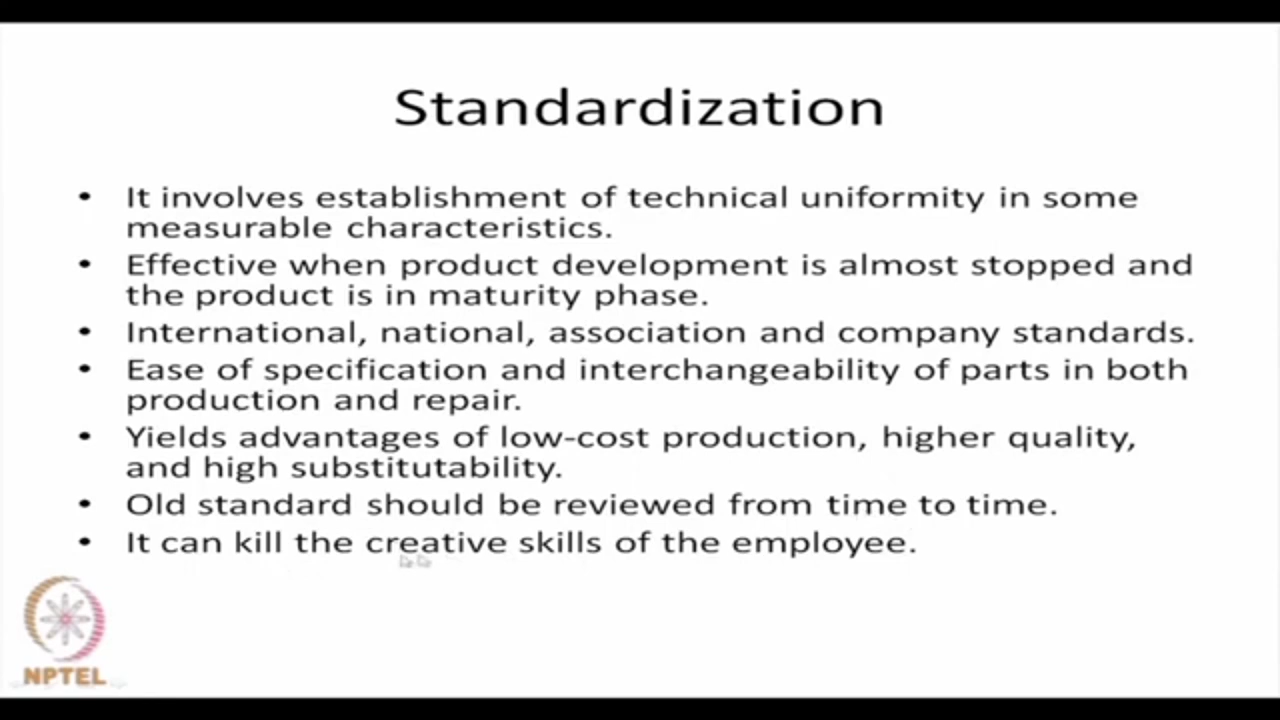 Standardization
• It involves establishment of technical uniformity in some
measurable characteristics.
• Effective when product development is almost stopped and
the product is in maturity phase.
• International, national, association and company standards.
• Ease of specification and interchangeability of parts in both
production and repair.
• Yields advantages of low-cost production, higher quality,
and high substitutability.
• Old standard should be reviewed from time to time.
• It can kill the creative skills of the employee.
NPTEL